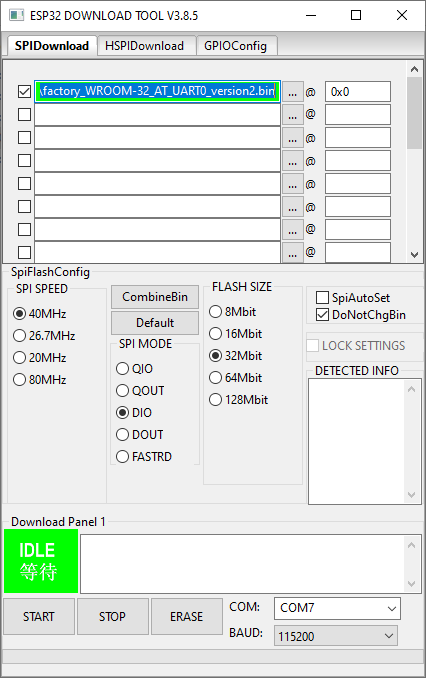 ESP32 DOWNLOAD TOOL V3.8.5
SPIDownload HSPIDownload GPIOConfig
\factory_WROOM-32_AT_UART0_version2.bin ... @ 0x0
... @
... @
... @
... @
... @
... @
... @
SpiFlashConfig
SPI SPEED
40MHz
26.7MHz
20MHz
80MHz
CombineBin
Default
SPI MODE
QIO
QOUT
DIO
DOUT
FASTRD
FLASH SIZE
8Mbit
16Mbit
32Mbit
64Mbit
128Mbit
SpiAutoSet
DoNotChgBin
LOCK SETTINGS
DETECTED INFO
Download Panel 1
IDLE
等待
START STOP ERASE
COM: COM7
BAUD: 115200